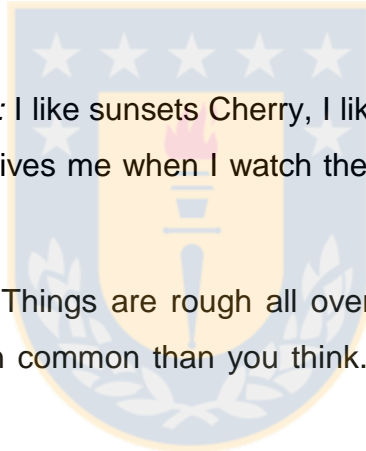 : I like sunsets Cherry, I lik
ives me when I watch the
Things are rough all over
n common than you think.